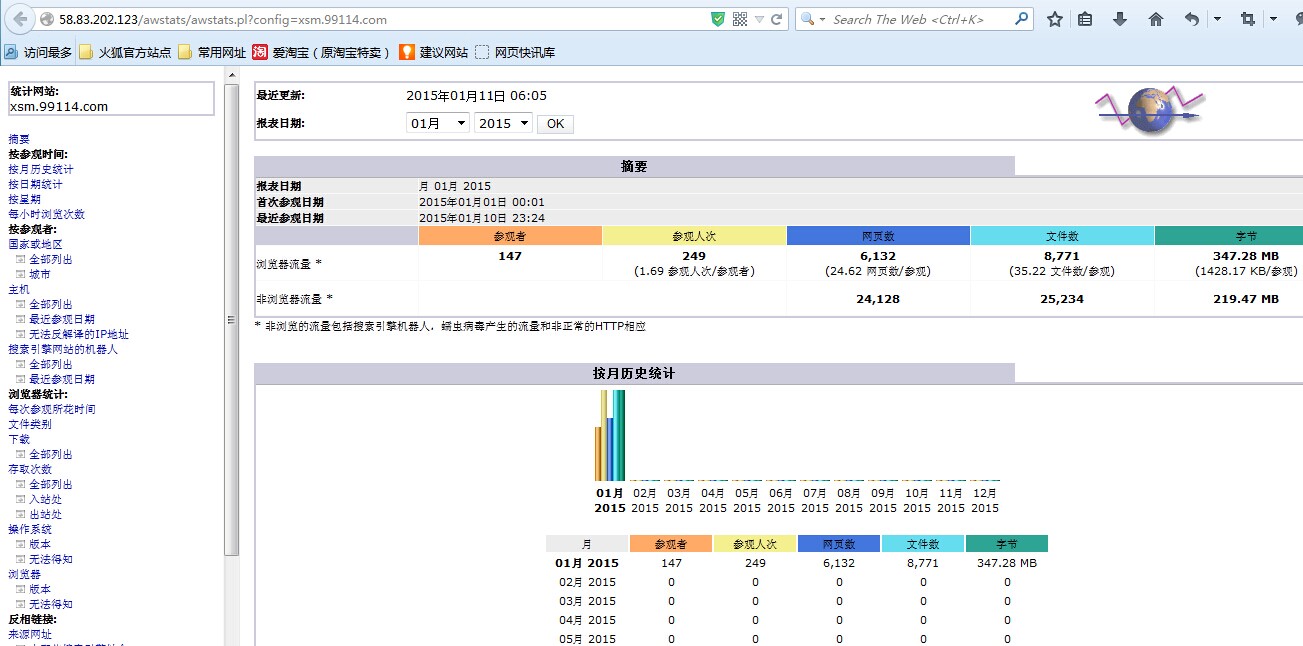 58.83.202.123/awstats/awstats.pl?config=xsm.99114.com
Search The Web <Ctrl+K>
访问最多 火狐官方站点 常用网址 淘 爱淘宝（原淘宝特卖） 建议网站 网页快讯库
统计网站:
xsm.99114.com
摘要
按参观时间:
按月历史统计
按日期统计
按星期
每小时浏览次数
按参观者:
国家或地区
全部列出
城市
主机
全部列出
最近参观日期
无法反解译的IP地址
搜索引擎网站的机器人
全部列出
最近参观日期
浏览器统计:
每次参观所花时间
文件类别
下载
全部列出
存取次数
全部列出
入站处
出站处
操作系统
版本
无法得知
浏览器
版本
无法得知
反相链接:
来源网址
最近更新: 2015年01月11日 06:05
报表日期: 01月 2015 OK
摘要
报表日期 月 01月 2015
首次参观日期 2015年01月01日 00:01
最近参观日期 2015年01月10日 23:24
参观者 参观人次 网页数 文件数 字节
浏览器流量 * 147 249 6,132 8,771 347.28 MB
(1.69 参观人次/参观者) (24.62 网页数/参观) (35.22 文件数/参观) (1428.17 KB/参观)
非浏览器流量 * 24,128 25,234 219.47 MB
* 非浏览的流量包括搜索引擎机器人，蠕虫病毒产生的流量和非正常的HTTP相应
按月历史统计
01月 02月 03月 04月 05月 06月 07月 08月 09月 10月 11月 12月
2015 2015 2015 2015 2015 2015 2015 2015 2015 2015 2015 2015
月 参观者 参观人次 网页数 文件数 字节
01月 2015 147 249 6,132 8,771 347.28 MB
02月 2015 0 0 0 0 0
03月 2015 0 0 0 0 0
04月 2015 0 0 0 0 0
05月 2015 0 0 0 0 0